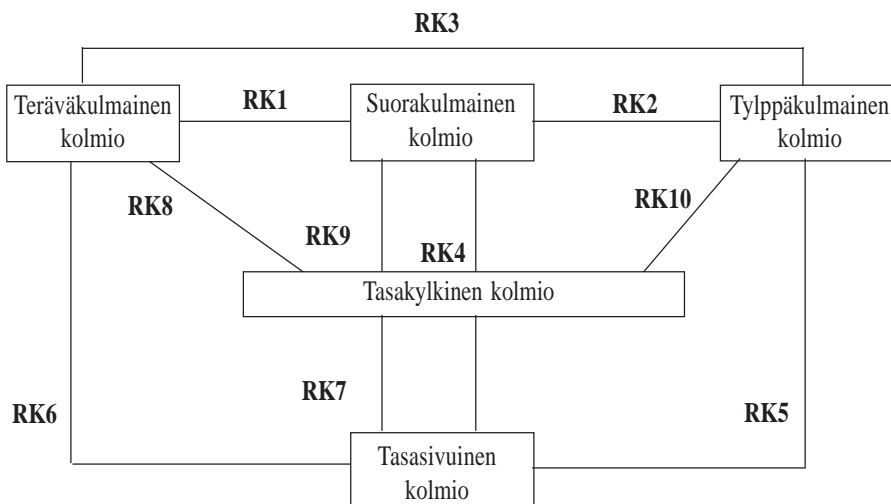 RK3
Teräväkulmainen
kolmio
RK1
Suorakulmainen
kolmio
RK2
Tylppäkulmainen
kolmio
RK8
RK9
RK4
RK10
Tasakylkinen kolmio
RK6
RK7
RK5
Tasasivuinen
kolmio